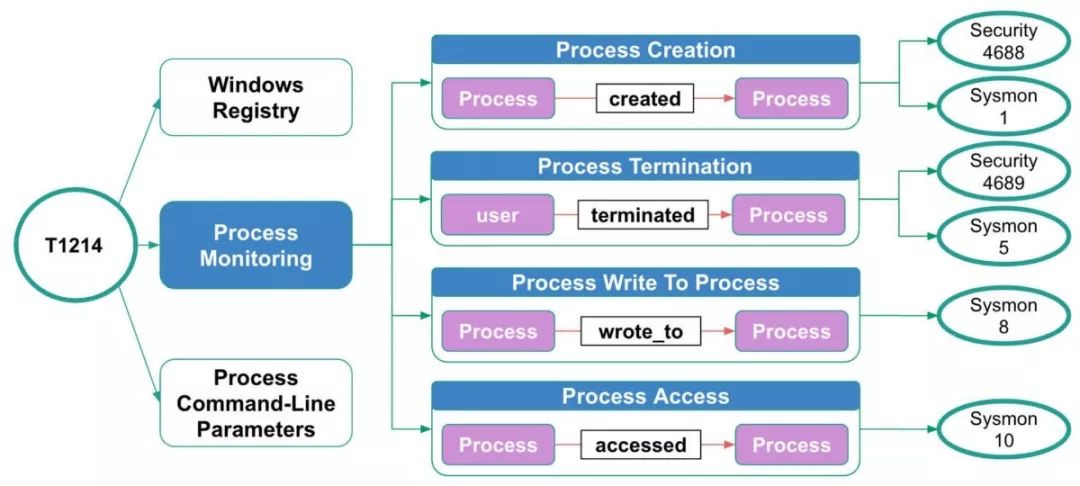 T1214
Windows
Registry
Process
Monitoring
Process
Command-Line
Parameters
Process Creation
Process
created
Process
Process Termination
user
terminated
Process
Process Write To Process
Process
wrote_to
Process
Process Access
Process
accessed
Process
Security
4688
Sysmon
1
Security
4689
Sysmon
5
Sysmon
8
Sysmon
10